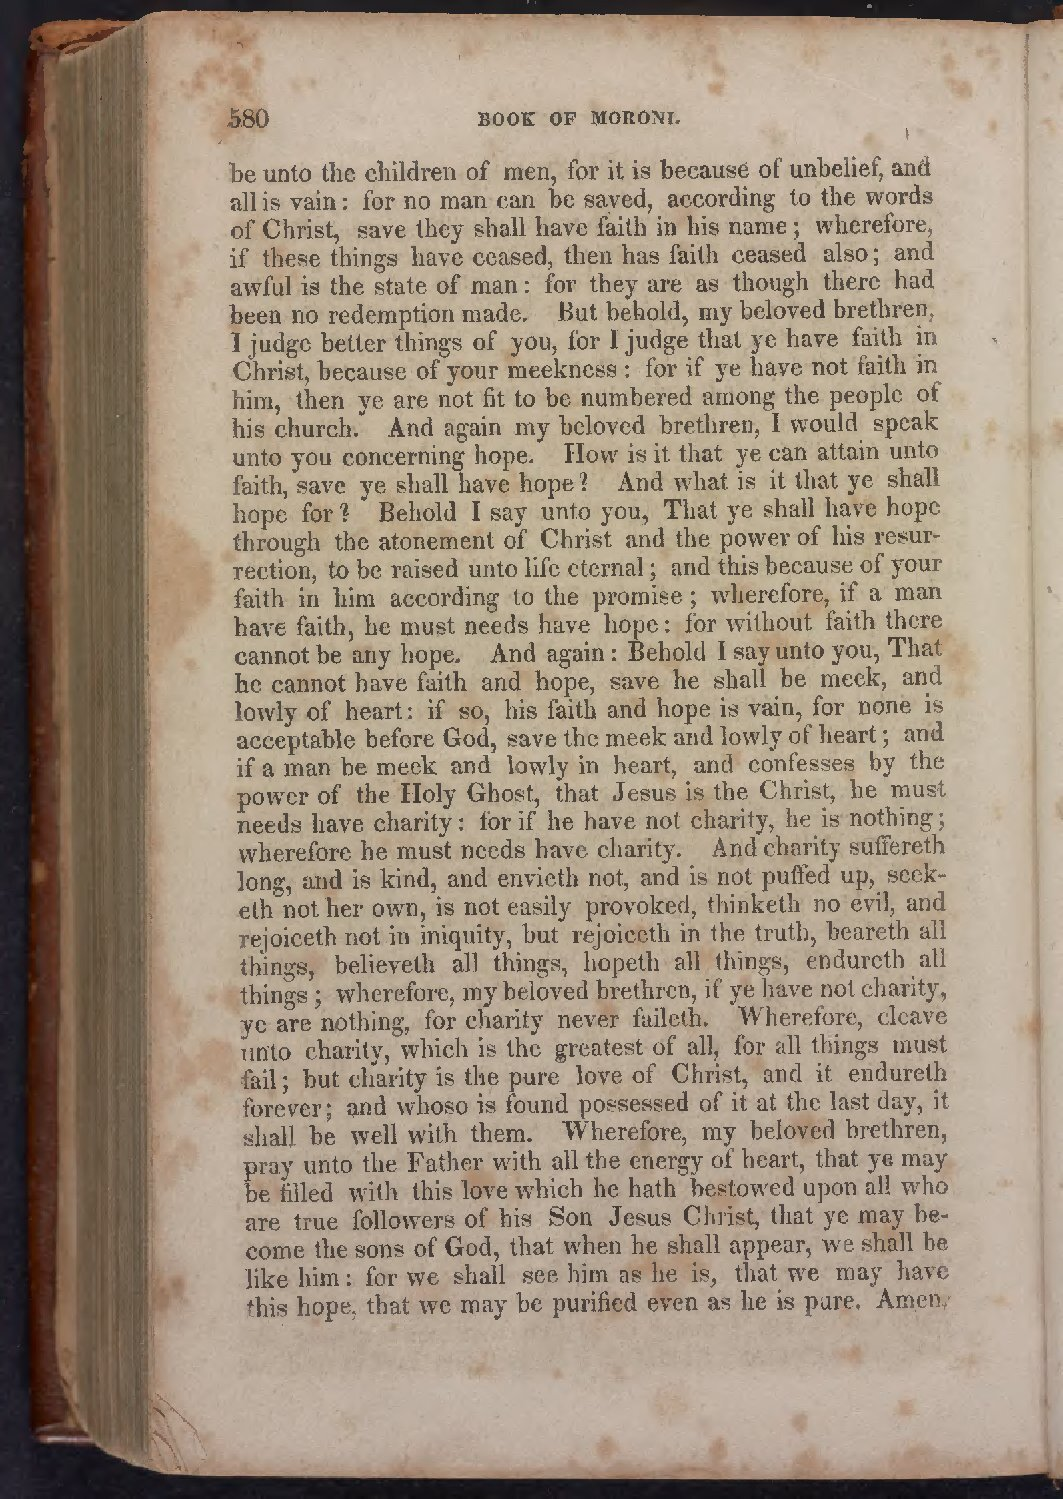 580 BOOK OF MORONI.
be unto the children of men, for it is because of unbelief, and
all is vain: for no man can be saved, according to the words
of Christ, save they shall have faith in his name; wherefore,
if these things have ceased, then has faith ceased also; and
awful is the state of man: for they are as though there had
been no redemption made. But behold, my beloved brethren,
I judge better things of you, for I judge that ye have faith in
Christ, because of your meekness: for if ye have not faith in
him, then ye are not fit to be numbered among the people of
his church. And again my beloved brethren, I would speak
unto you concerning hope. How is it that ye can attain unto
faith, save ye shall have hope? And what is it that ye shall
hope for? Behold I say unto you, That ye shall have hope
through the atonement of Christ and the power of his resur-
rection, to be raised unto life eternal; and this because of your
faith in him according to the promise; wherefore, if a man
have faith, he must needs have hope: for without faith there
cannot be any hope. And again: Behold I say unto you, That
he cannot have faith and hope, save he shall be meek, and
lowly of heart: if so, his faith and hope is vain, for none is
acceptable before God, save the meek and lowly of heart; and
if a man be meek and lowly in heart, and confesses by the
power of the Holy Ghost, that Jesus is the Christ, he must
needs have charity: for if he have not charity, he is nothing;
wherefore he must needs have charity. And charity suffereth
long, and is kind, and envieth not, and is not puffed up, seek-
eth not her own, is not easily provoked, thinketh no evil, and
rejoiceth not in iniquity, but rejoiceth in the truth, beareth all
things, believeth all things, hopeth all things, endureth all
things; wherefore, my beloved brethren, if ye have not charity,
ye are nothing, for charity never faileth. Wherefore, cleave
unto charity, which is the greatest of all, for all things must
fail; but charity is the pure love of Christ, and it endureth
forever; and whoso is found possessed of it at the last day, it
shall be well with them. Wherefore, my beloved brethren,
pray unto the Father with all the energy of heart, that ye may
be filled with this love which he hath bestowed upon all who
are true followers of his Son Jesus Christ, that ye may be-
come the sons of God, that when he shall appear, we shall be
like him: for we shall see him as he is, that we may have
this hope, that we may be purified even as he is pure. Amen.